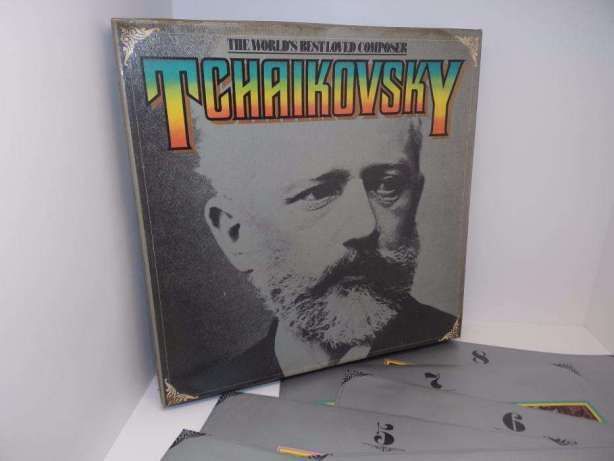 THE WORLD'S BEST LOVED COMPOSER
TCHAIKOVSKY
8
7
6
5